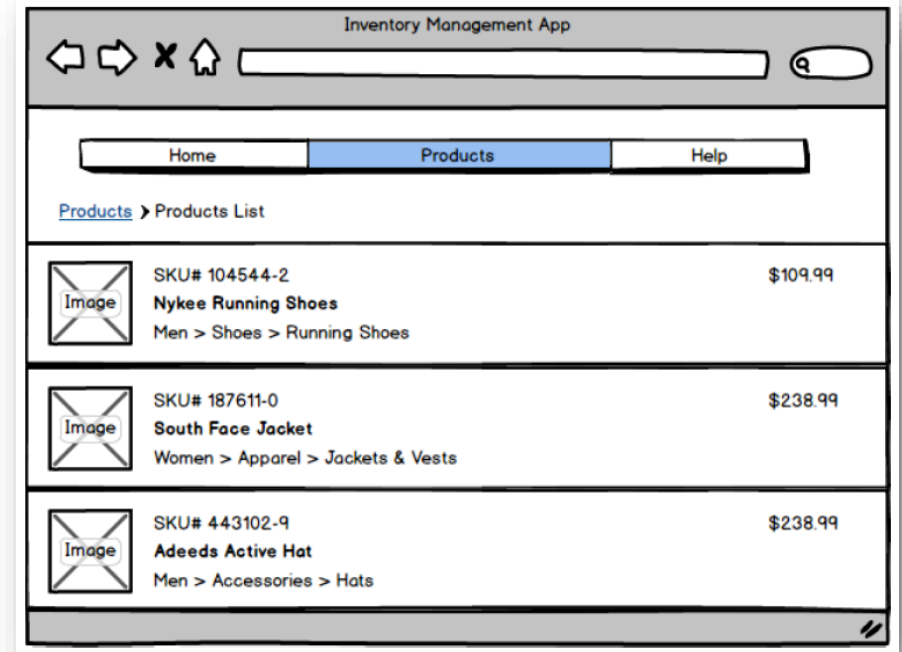 Inventory Management App
Home Products Help
Products > Products List
Image
SKU# 104544-2 $109.99
Nykee Running Shoes
Men > Shoes > Running Shoes
Image
SKU# 187611-0 $238.99
South Face Jacket
Women > Apparel > Jackets & Vests
Image
SKU# 443102-9 $238.99
Adeeds Active Hat
Men > Accessories > Hats